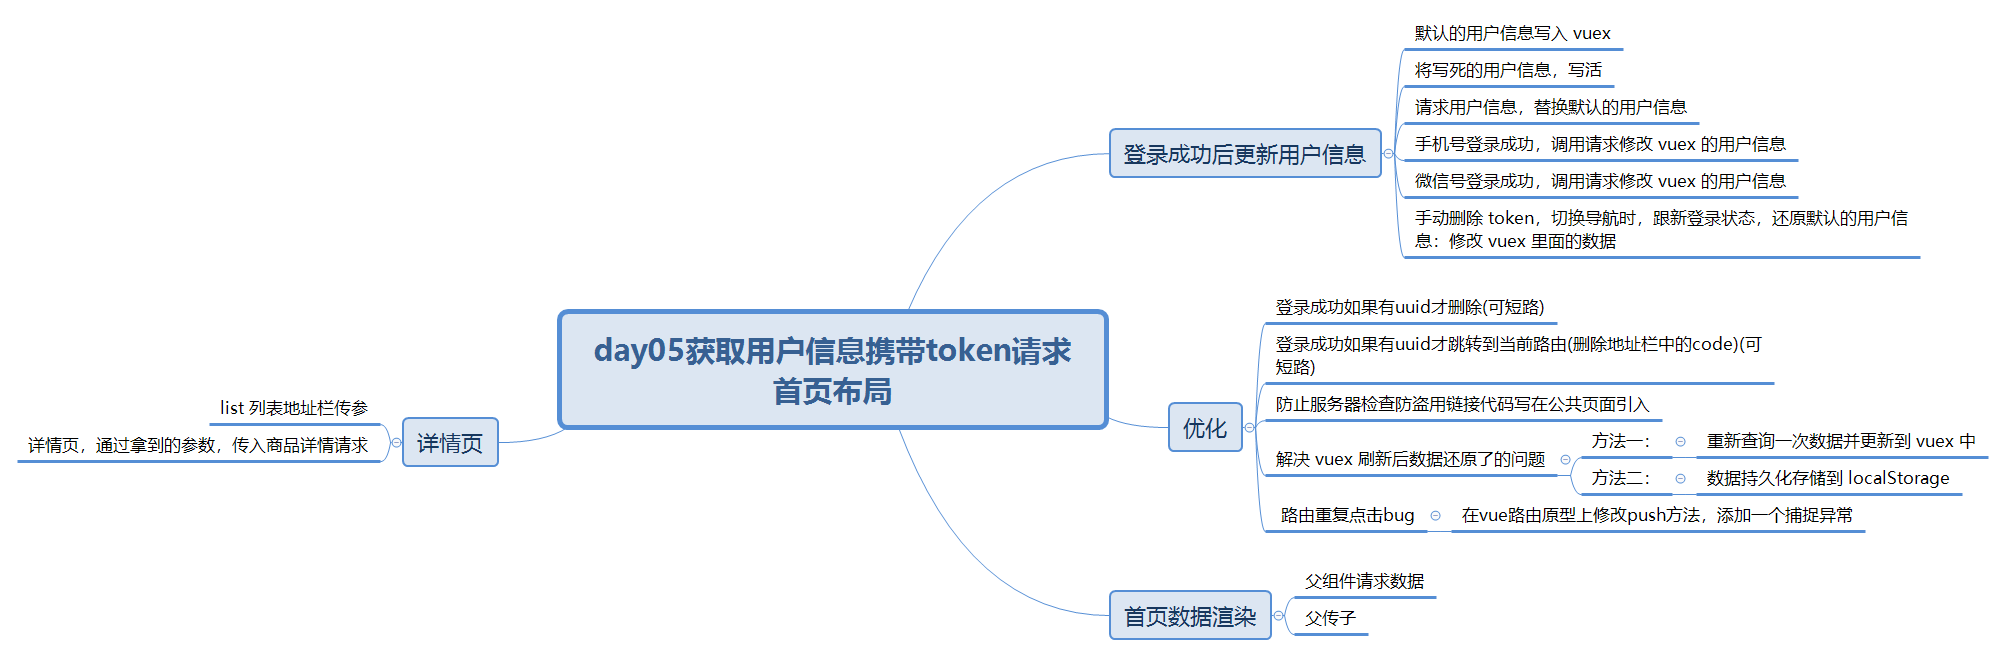 day05获取用户信息携带token请求
首页布局
登录成功后更新用户信息
默认的用户信息写入 vuex
将写死的用户信息，写活
请求用户信息，替换默认的用户信息
手机号登录成功，调用请求修改 vuex 的用户信息
微信号登录成功，调用请求修改 vuex 的用户信息
手动删除 token，切换导航时，跟新登录状态，还原默认的用户信
息：修改 vuex 里面的数据
优化
登录成功如果有uuid才删除(可短路)
登录成功如果有uuid才跳转到当前路由(删除地址栏中的code)(可
短路)
防止服务器检查防盗用链接代码写在公共页面引入
解决 vuex 刷新后数据还原了的问题
方法一：
重新查询一次数据并更新到 vuex 中
方法二：
数据持久化存储到 localStorage
路由重复点击bug
在vue路由原型上修改push方法，添加一个捕捉异常
首页数据渲染
父组件请求数据
父传子
详情页
list 列表地址栏传参
详情页，通过拿到的参数，传入商品详情请求